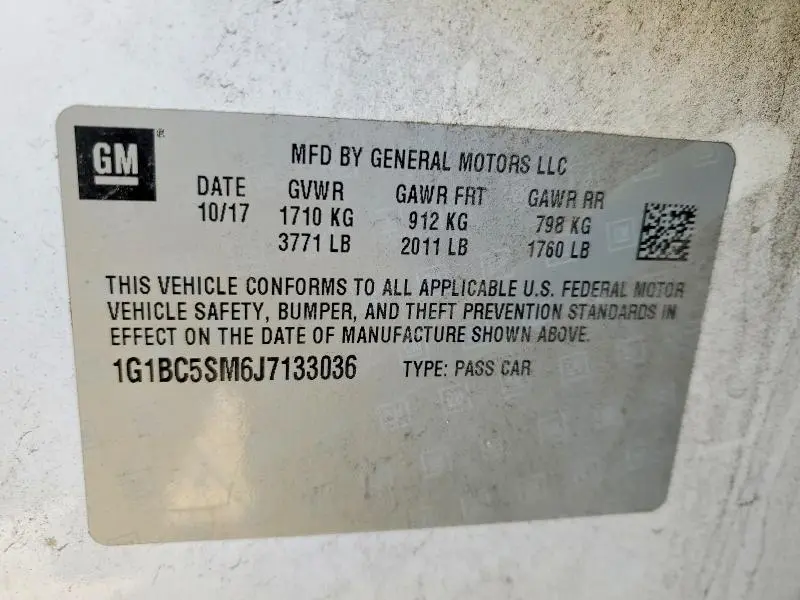 GM®
MFD BY GENERAL MOTORS LLC
DATE GVWR GAWR FRT GAWR RR
10/17 1710 KG 912 KG 798 KG
3771 LB 2011 LB 1760 LB
THIS VEHICLE CONFORMS TO ALL APPLICABLE U.S. FEDERAL MOTOR
VEHICLE SAFETY, BUMPER, AND THEFT PREVENTION STANDARDS IN
EFFECT ON THE DATE OF MANUFACTURE SHOWN ABOVE.
1G1BC5SM6J7133036 TYPE: PASS CAR